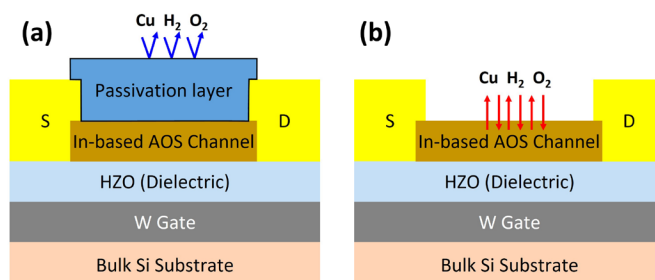 (a)
Cu H2 O2
Passivation layer
S
D
In-based AOS Channel
HZO (Dielectric)
W Gate
Bulk Si Substrate
(b)
Cu H2 O2
S
D
In-based AOS Channel
HZO (Dielectric)
W Gate
Bulk Si Substrate